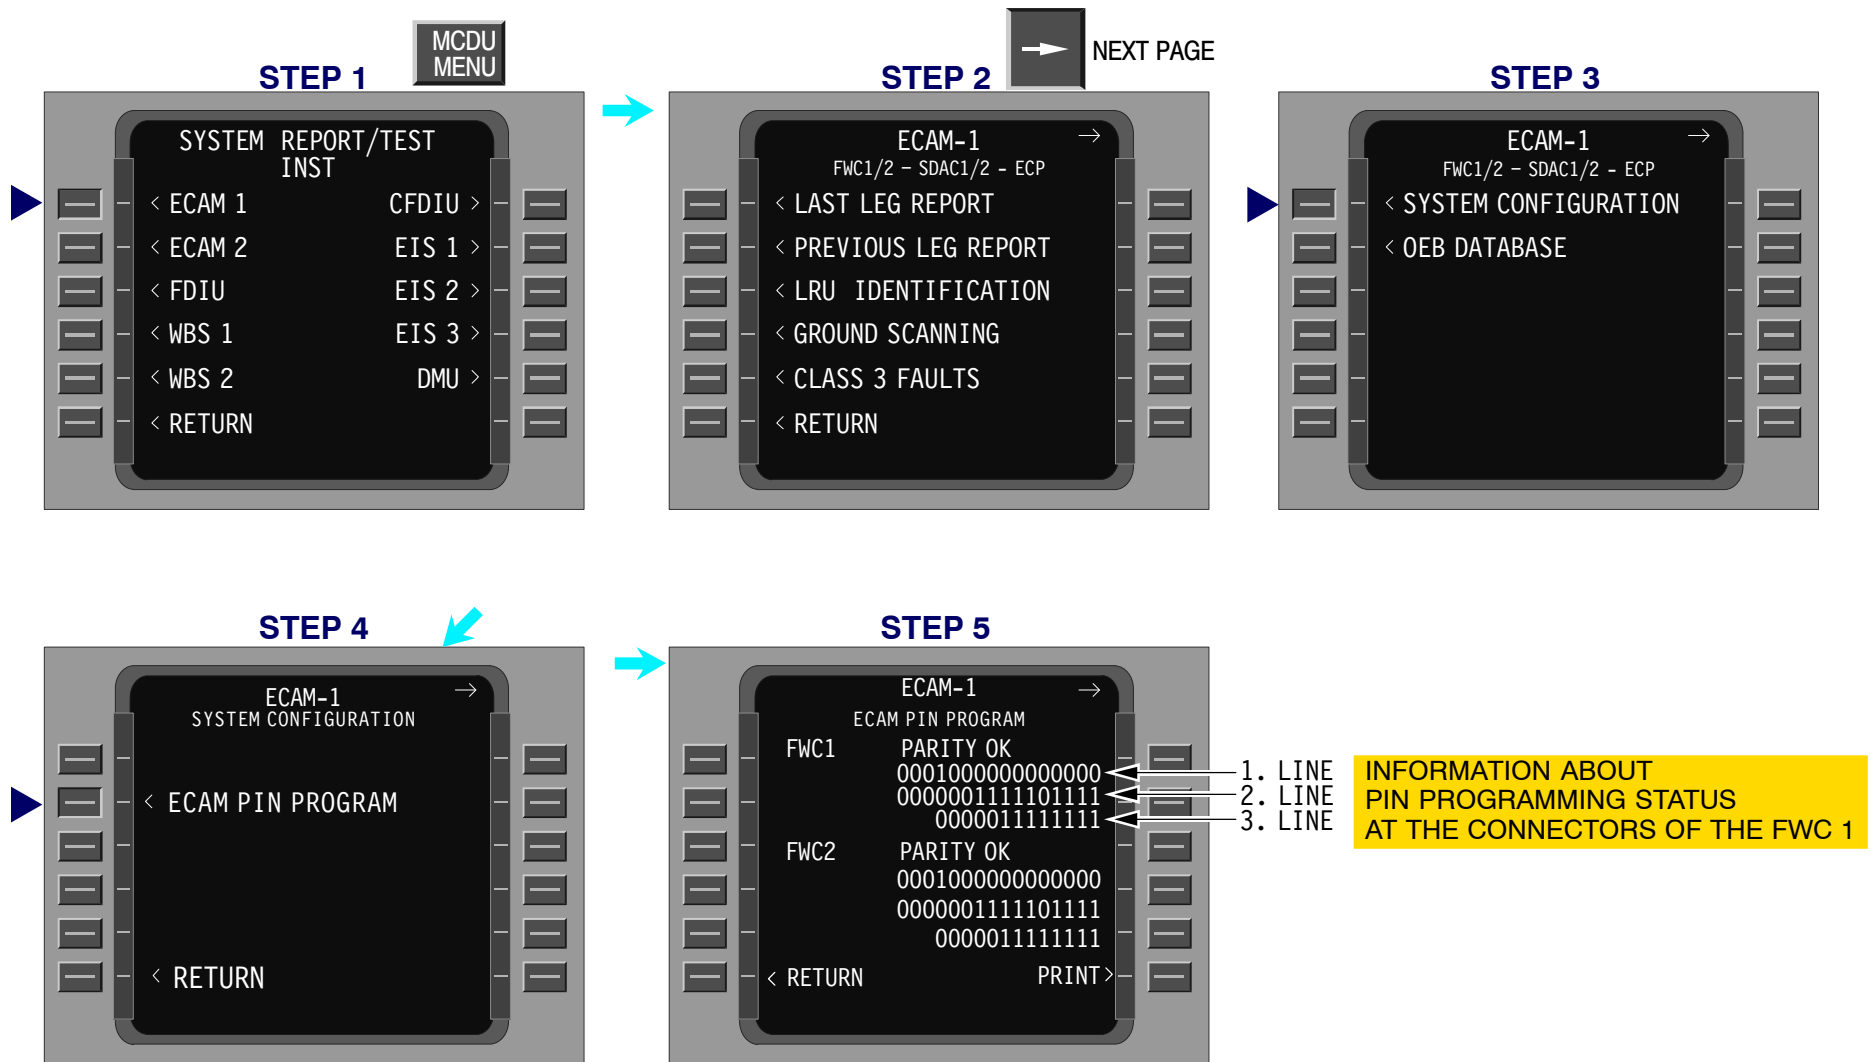 MCDU
MENU
STEP 1
SYSTEM REPORT/TEST
INST
< ECAM 1 CFDIU >
< ECAM 2 EIS 1 >
< FDIU EIS 2 >
< WBS 1 EIS 3 >
< WBS 2 DMU >
< RETURN
→ NEXT PAGE
STEP 2
ECAM-1 →
FWC1/2 – SDAC1/2 - ECP
< LAST LEG REPORT
< PREVIOUS LEG REPORT
< LRU IDENTIFICATION
< GROUND SCANNING
< CLASS 3 FAULTS
< RETURN
STEP 3
ECAM-1 →
FWC1/2 – SDAC1/2 - ECP
< SYSTEM CONFIGURATION
< OEB DATABASE
STEP 4
ECAM-1 →
SYSTEM CONFIGURATION
< ECAM PIN PROGRAM
< RETURN
STEP 5
ECAM-1 →
ECAM PIN PROGRAM
FWC1 PARITY OK
0001000000000000
0000001111101111
0000011111111
FWC2 PARITY OK
0001000000000000
0000001111101111
0000011111111
< RETURN PRINT>
1. LINE
2. LINE
3. LINE
INFORMATION ABOUT
PIN PROGRAMMING STATUS
AT THE CONNECTORS OF THE FWC 1